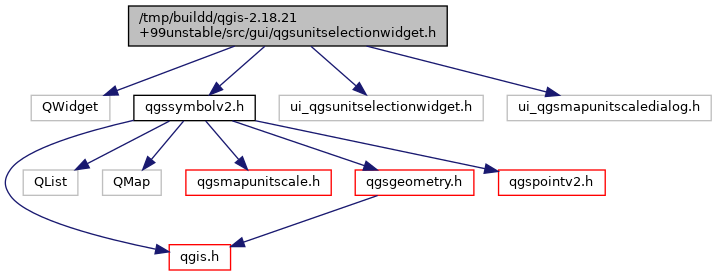 /tmp/buildd/qgis-2.18.21
+99unstable/src/gui/qgsunitselectionwidget.h
QWidget
qgssymbolv2.h
ui_qgsunitselectionwidget.h
ui_qgsmapunitscaledialog.h
QList
QMap
qgsmapunitscale.h
qgsgeometry.h
qgspointv2.h
qgis.h